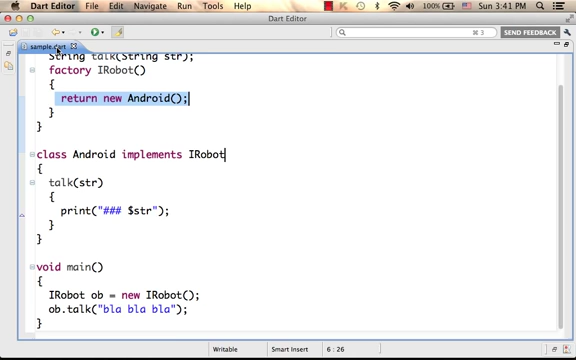 Dart Editor File Edit Navigate Run Tools Help 100% Sun 3:41 PM
Dart Editor
⌘3 SEND FEEDBACK
sample.dart
String talk(String str);
factory IRobot()
{
return new Android();
}
}
class Android implements IRobot
{
talk(str)
{
print("### $str");
}
}
void main()
{
IRobot ob = new IRobot();
ob.talk("bla bla bla");
}
Writable Smart Insert 6 : 26